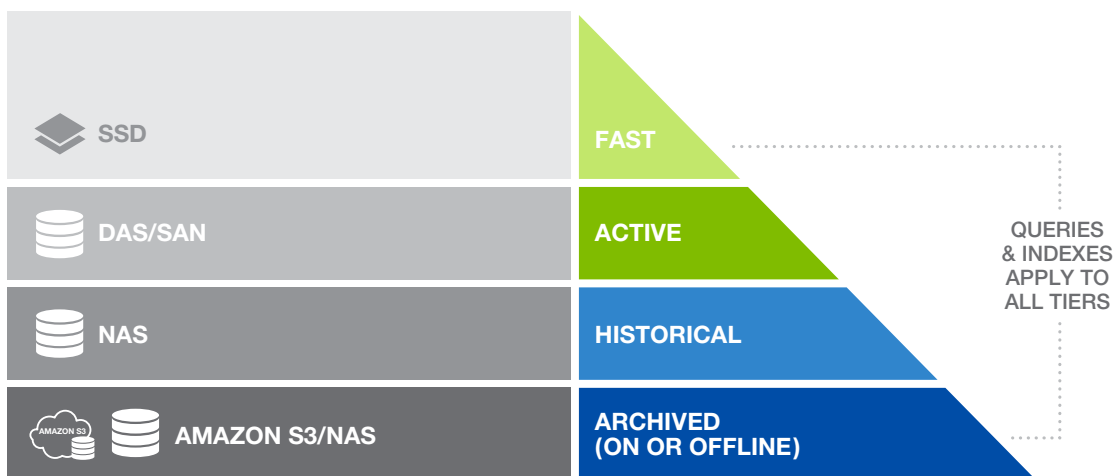 SSD
FAST
DAS/SAN
ACTIVE
QUERIES
& INDEXES
APPLY TO
ALL TIERS
NAS
HISTORICAL
AMAZON S3
AMAZON S3/NAS
ARCHIVED
(ON OR OFFLINE)